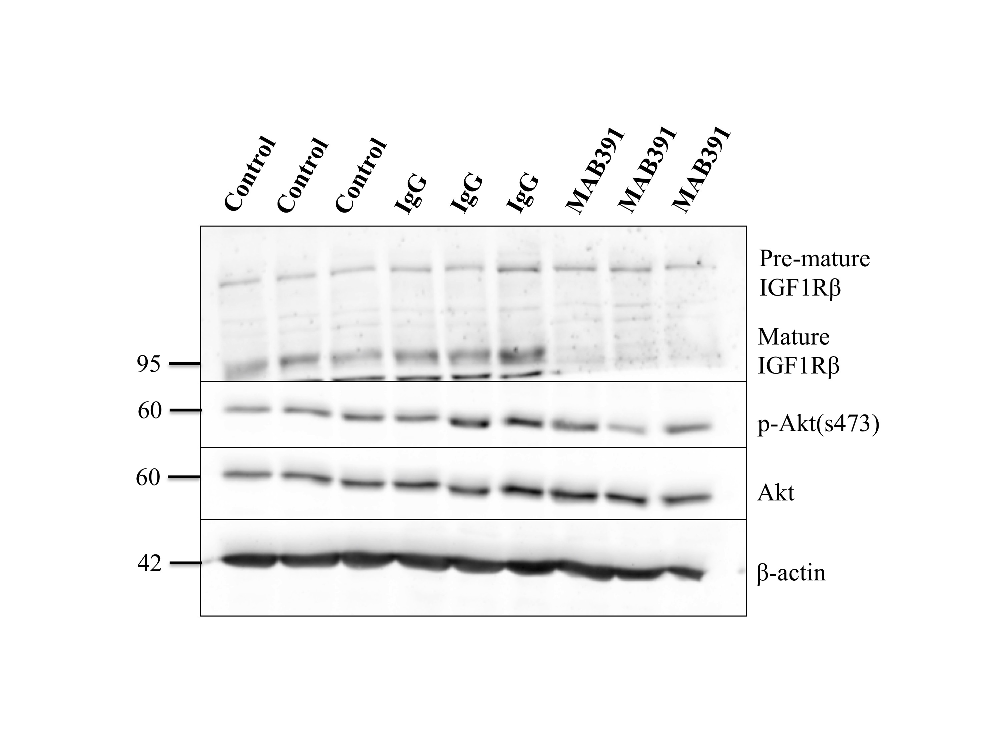 Control
Control
Control
IgG
IgG
IgG
MAB391
MAB391
MAB391
Pre-mature
IGF1Rβ
Mature
IGF1Rβ
95
60
p-Akt(s473)
60
Akt
42
β-actin